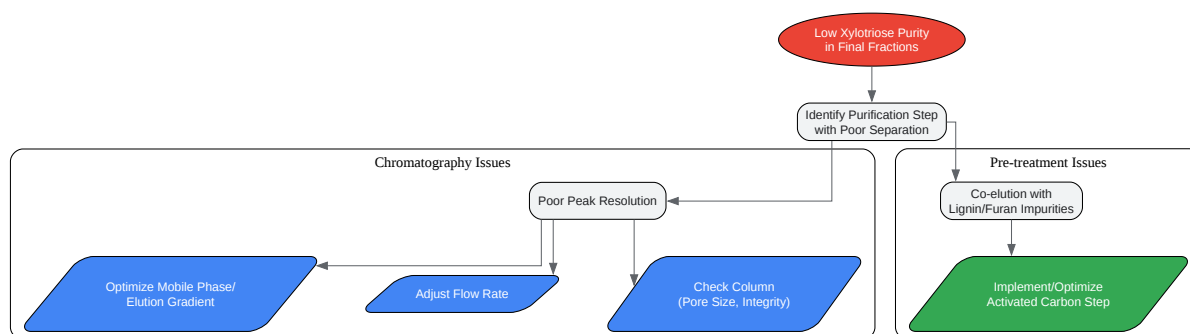 Low Xylotriose Purity
in Final Fractions
Identify Purification Step
with Poor Separation
Chromatography Issues
Pre-treatment Issues
Poor Peak Resolution
Co-elution with
Lignin/Furan Impurities
Optimize Mobile Phase/
Elution Gradient
Adjust Flow Rate
Check Column
(Pore Size, Integrity)
Implement/Optimize
Activated Carbon Step